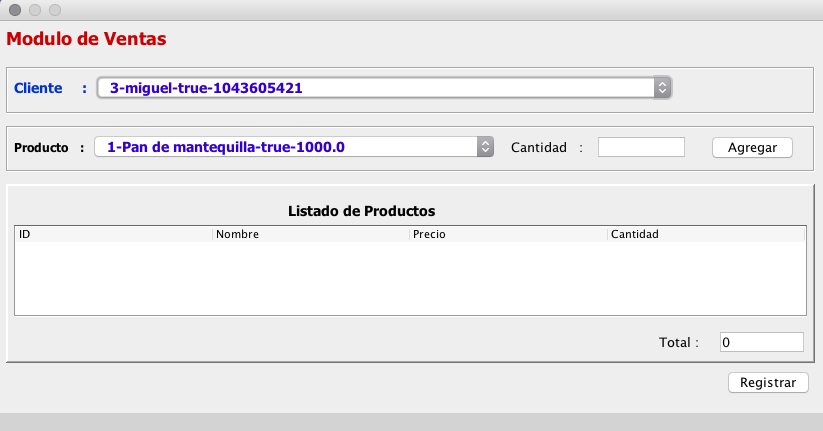 Modulo de Ventas
Cliente : 3-miguel-true-1043605421
Producto : 1-Pan de mantequilla-true-1000.0 Cantidad : Agregar
Listado de Productos
ID Nombre Precio Cantidad
Total : 0
Registrar